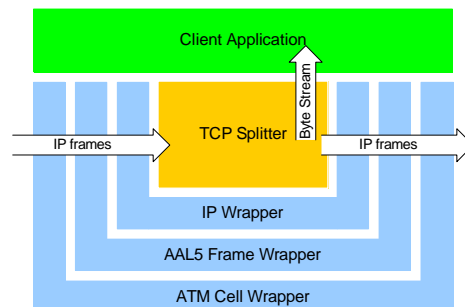 Client Application
Byte Stream
TCP Splitter
IP frames
IP frames
IP Wrapper
AAL5 Frame Wrapper
ATM Cell Wrapper